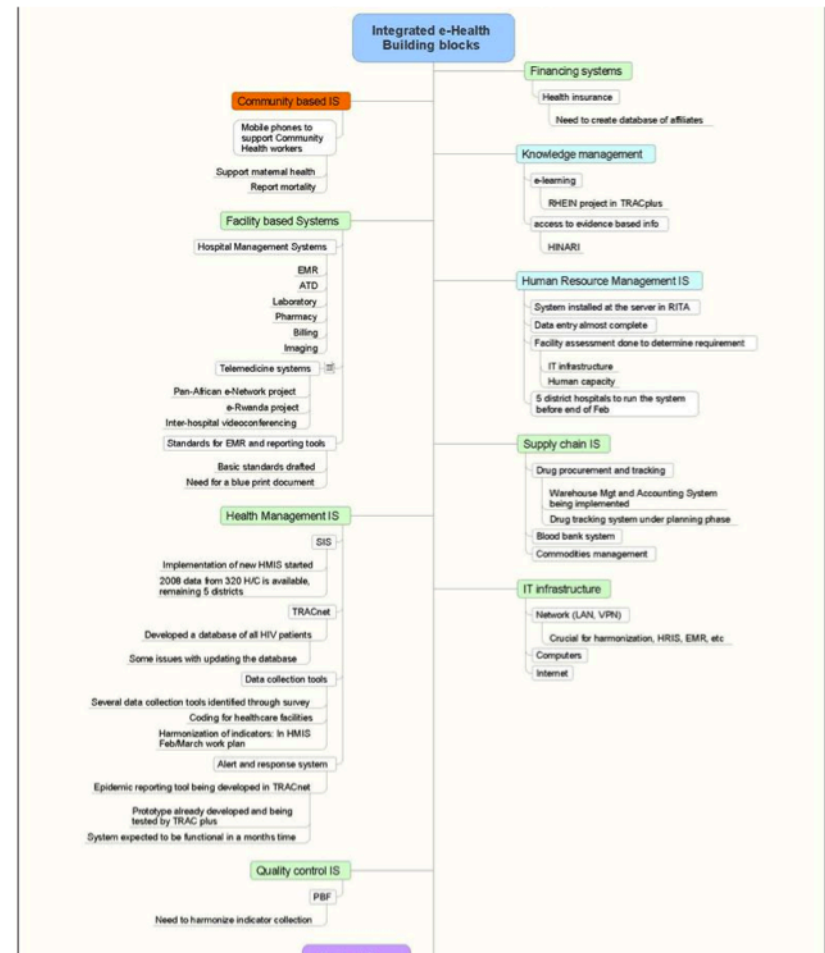 Integrated e-Health
Building blocks
Community based IS
Mobile phones to
support Community
Health workers
Support maternal health
Report mortality
Facility based Systems
Hospital Management Systems
EMR
ATD
Laboratory
Pharmacy
Billing
Imaging
Telemedicine systems
Pan-African e-Network project
e-Rwanda project
Inter-hospital videoconferencing
Standards for EMR and reporting tools
Basic standards drafted
Need for a blue print document
Health Management IS
SIS
Implementation of new HMIS started
2008 data from 320 H/C is available,
remaining 5 districts
TRACnet
Developed a database of all HIV patients
Some issues with updating the database
Data collection tools
Several data collection tools identified through survey
Coding for healthcare facilities
Harmonization of indicators: In HMIS
Feb/March work plan
Alert and response system
Epidemic reporting tool being developed in TRACnet
Prototype already developed and being
tested by TRAC plus
System expected to be functional in a months time
Quality control IS
PBF
Need to harmonize indicator collection
Financing systems
Health insurance
Need to create database of affiliates
Knowledge management
e-learning
RHEIN project in TRACplus
access to evidence based info
HINARI
Human Resource Management IS
System installed at the server in RITA
Data entry almost complete
Facility assessment done to determine requirement
IT infrastructure
Human capacity
5 district hospitals to run the system
before end of Feb
Supply chain IS
Drug procurement and tracking
Warehouse Mgt and Accounting System
being implemented
Drug tracking system under planning phase
Blood bank system
Commodities management
IT infrastructure
Network (LAN, VPN)
Crucial for harmonization, HRIS, EMR, etc
Computers
Internet